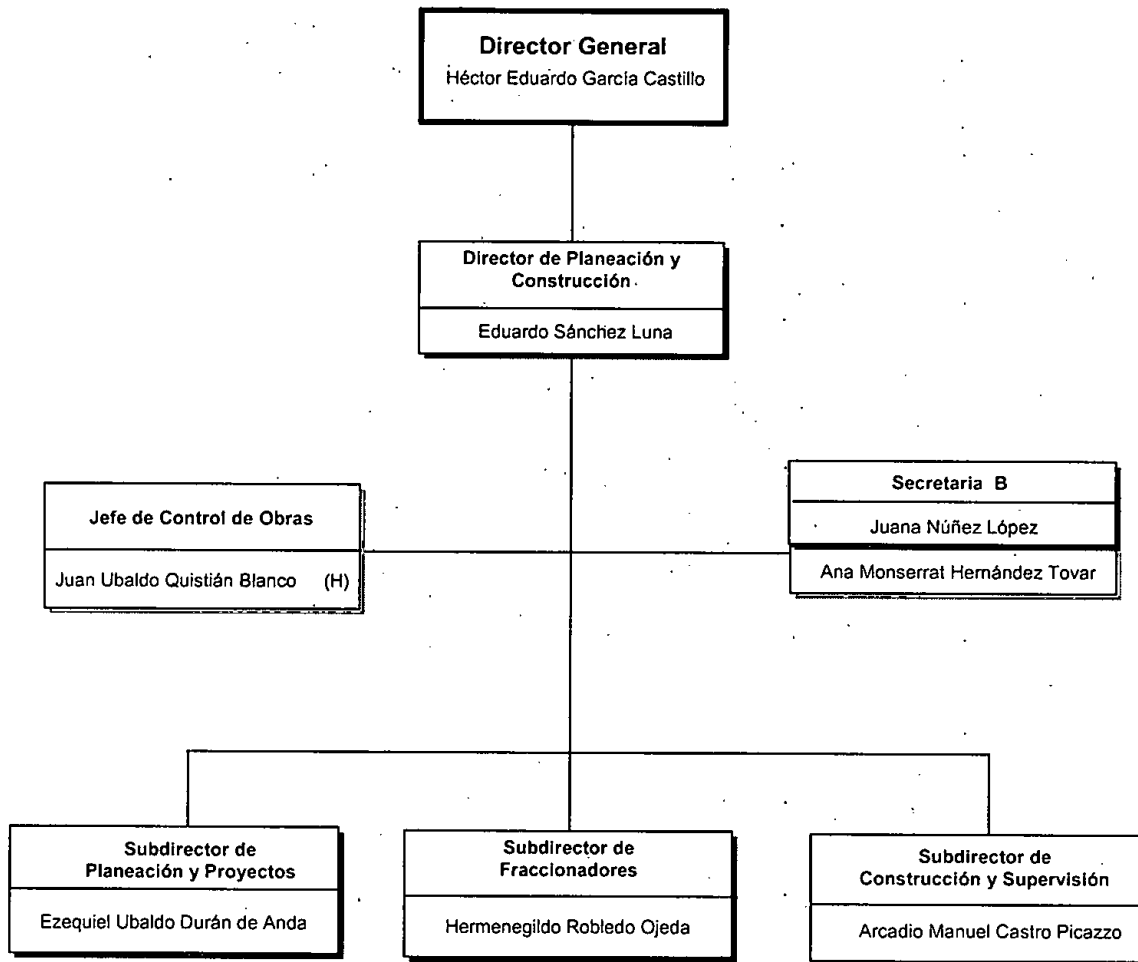 Director General
Héctor Eduardo García Castillo
Director de Planeación y
Construcción
Eduardo Sánchez Luna
Jefe de Control de Obras
Juan Ubaldo Quistián Blanco (H)
Secretaria B
Juana Núñez López
Ana Monserrat Hernández Tovar
Subdirector de
Planeación y Proyectos
Ezequiel Ubaldo Durán de Anda
Subdirector de
Fraccionadores
Hermenegildo Robledo Ojeda
Subdirector de
Construcción y Supervisión
Arcadio Manuel Castro Picazzo